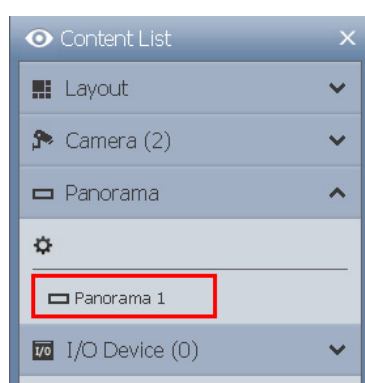 Content List
Layout
Camera (2)
Panorama
Panorama 1
I/O I/O Device (0)